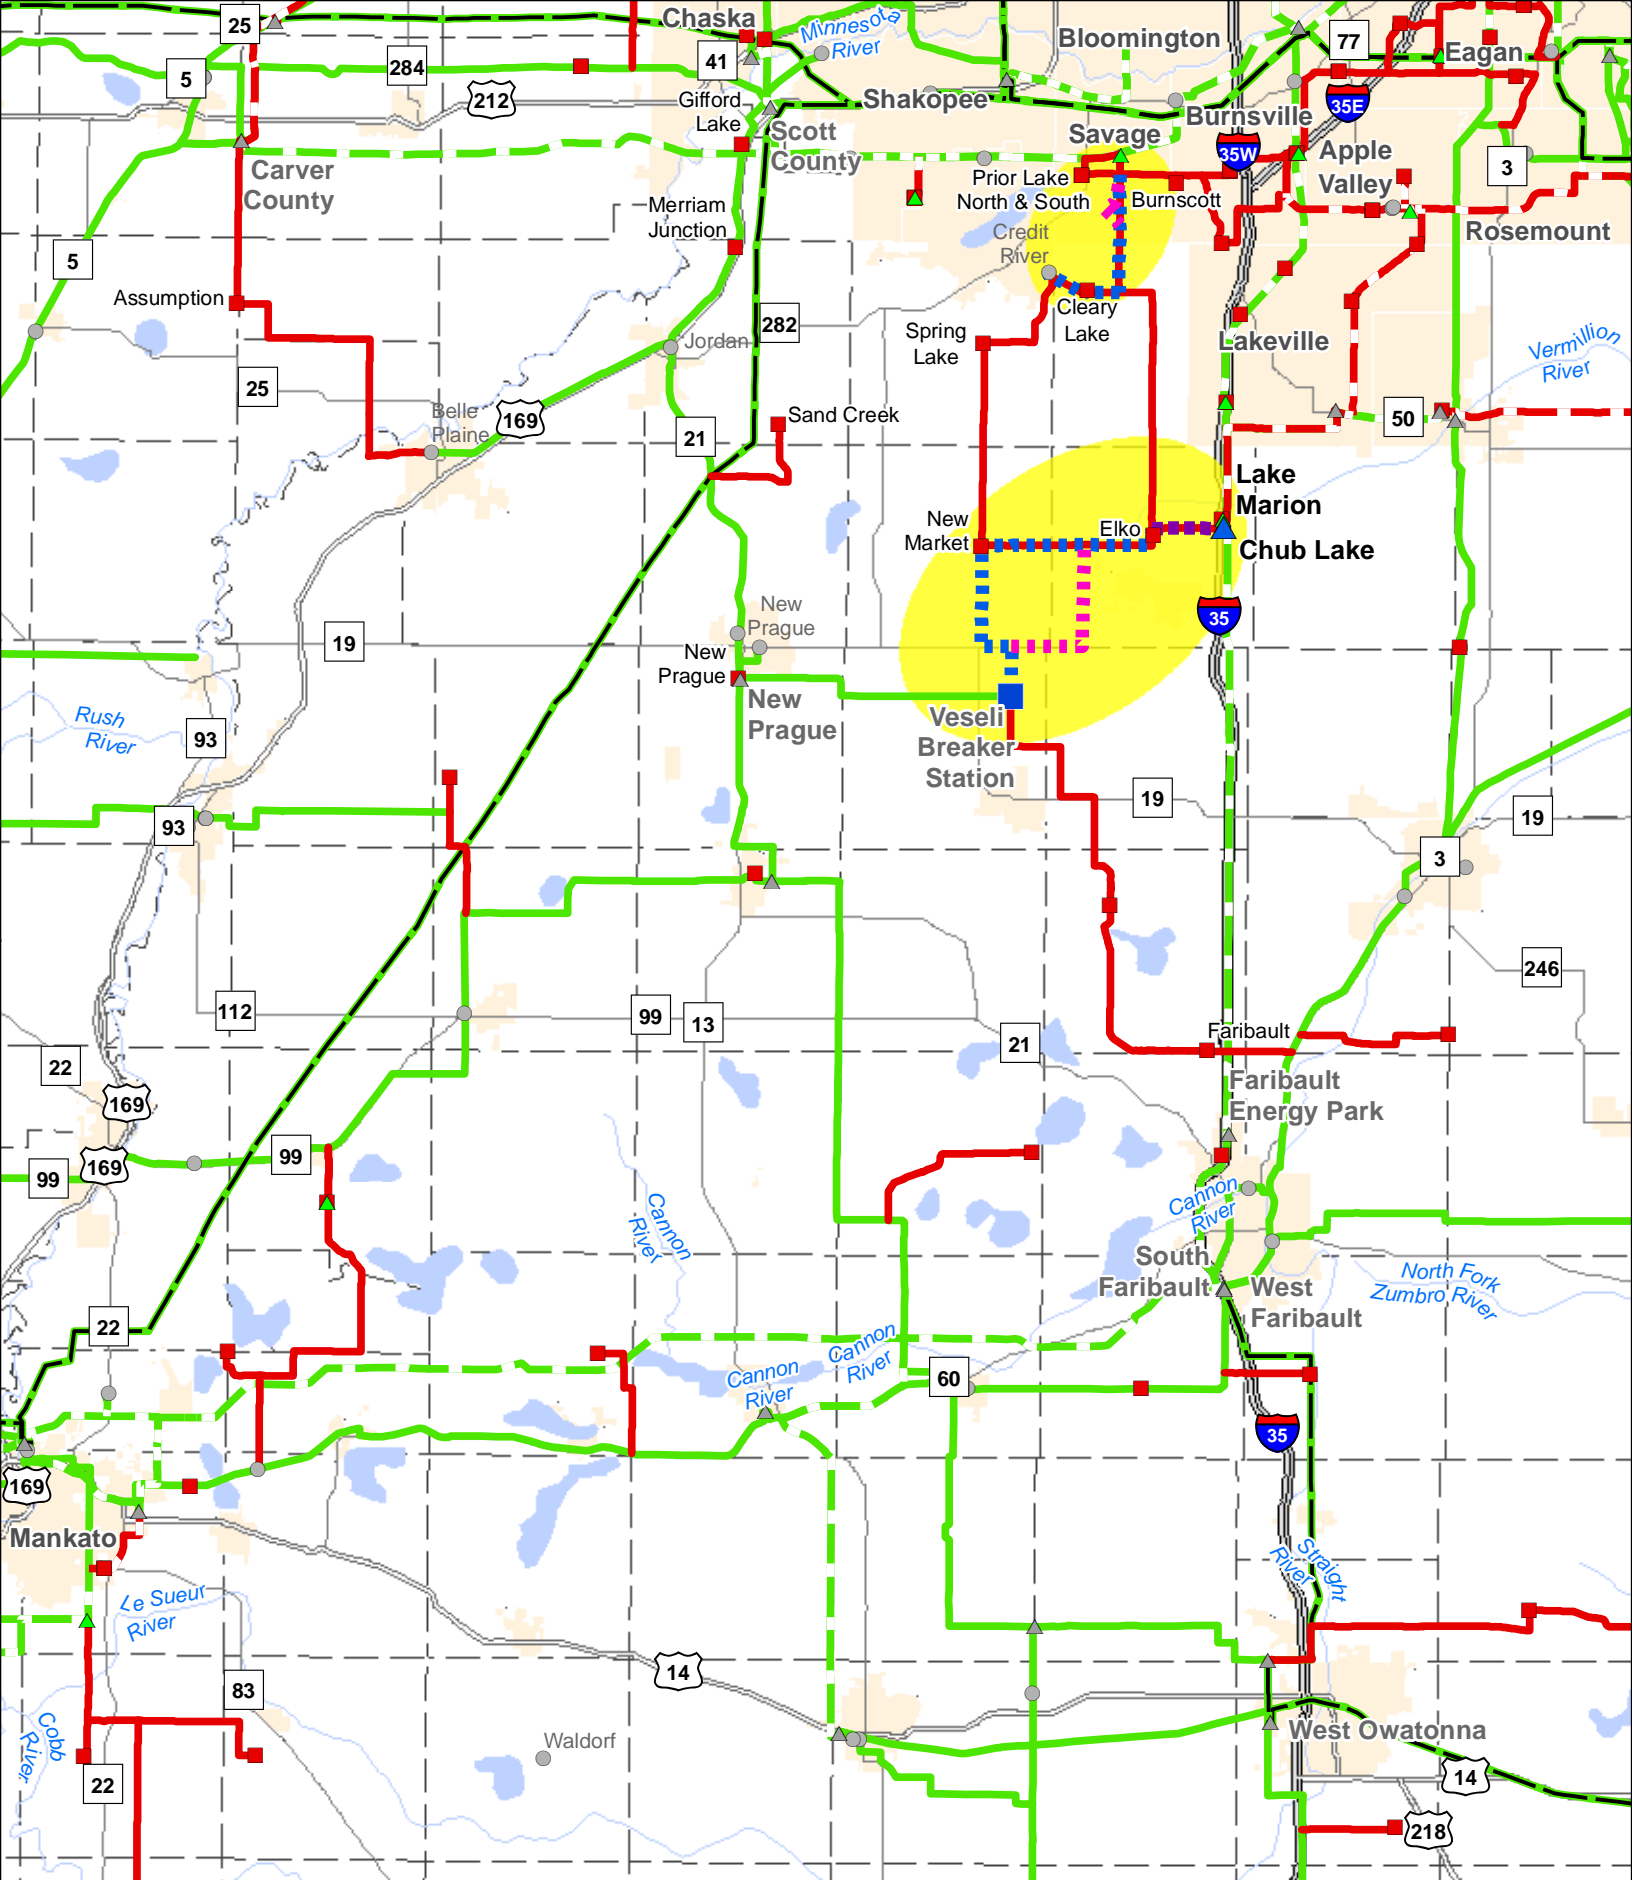 25
Chaska
Minnesota
River
Bloomington
77
Eagan
5
284
41
212
Gifford
Lake
Shakopee
35E
Burnsville
Scott
County
Savage
35W
Apple
Valley
3
Carver
County
Prior Lake
North & South
Burnscott
Merriam
Junction
Credit
River
Rosemount
5
Assumption
282
Cleary
Lake
Spring
Lake
Jordan
Lakeville
Vermillion
River
25
Belle
Plaine
169
21
Sand Creek
50
Lake
Marion
New
Market
Elko
Chub Lake
35
19
New
Prague
New
Prague
New
Prague
Veseli
Breaker
Station
Rush
River
93
93
19
19
3
246
112
99
13
21
Faribault
22
169
Faribault
Energy Park
99
169
99
Cannon
River
Cannon
River
South
Faribault
West
Faribault
North Fork
Zumbro River
22
Cannon
River
Cannon
River
60
35
169
Mankato
Straight
River
Le Sueur
River
14
83
Cobb
River
Waldorf
West Owatonna
22
14
218